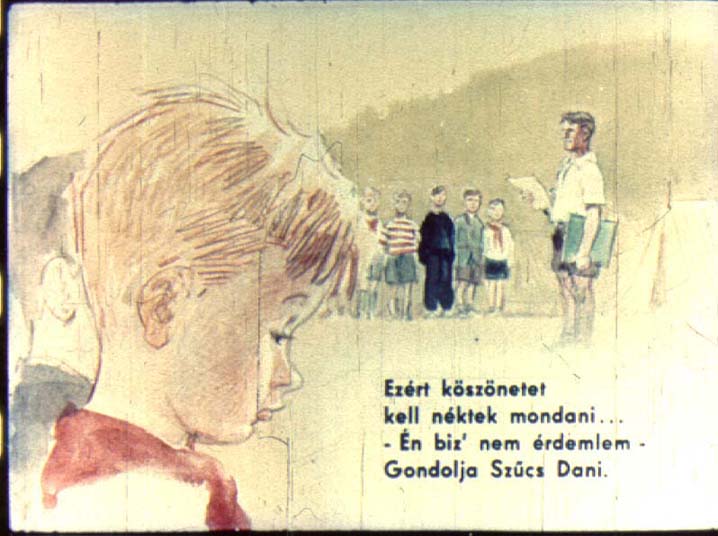 Ezért köszönetet
kell néktek mondani...
- Én biz' nem érdemlem -
Gondolja Szűcs Dani.